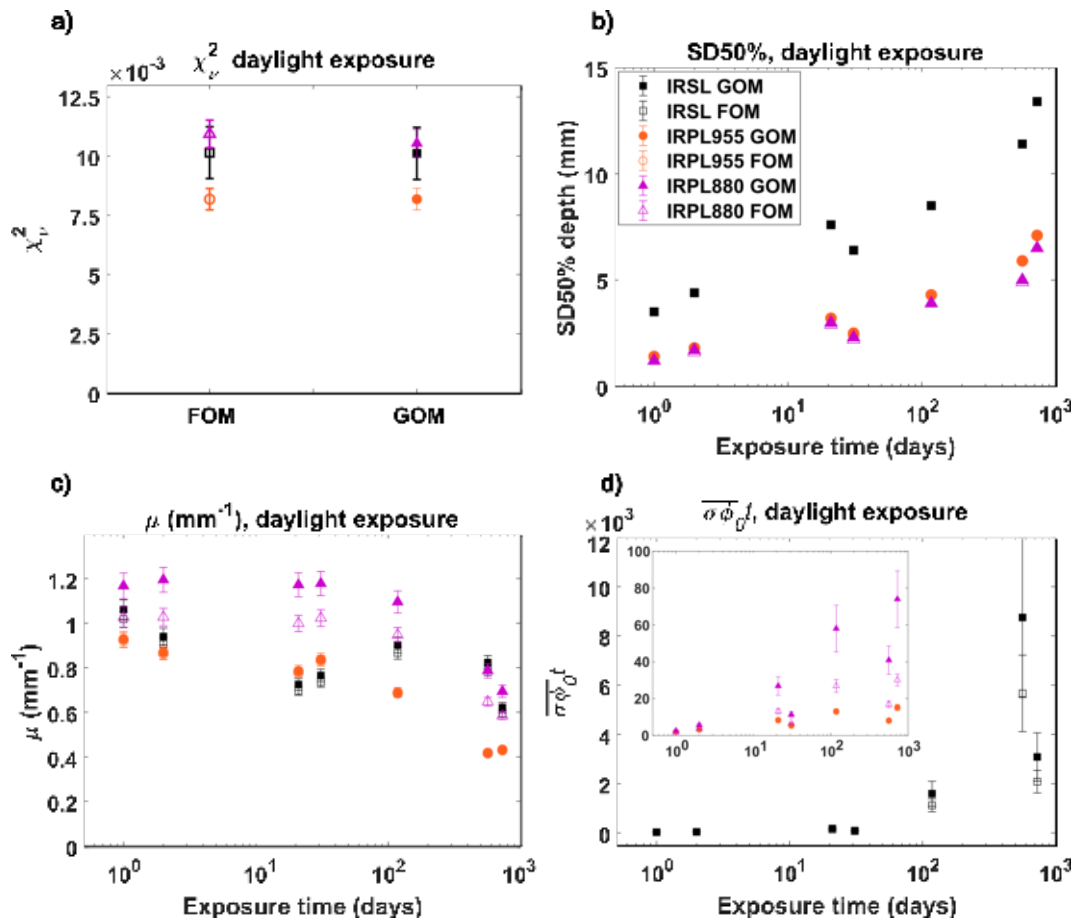 a)
χ²ᵥ daylight exposure
×10⁻³
12.5
10
7.5
5
2.5
0
χ²ᵥ
FOM
GOM
b)
SD50%, daylight exposure
15
10
5
0
SD50% depth (mm)
IRSL GOM
IRSL FOM
IRPL955 GOM
IRPL955 FOM
IRPL880 GOM
IRPL880 FOM
10⁰
10¹
10²
10³
Exposure time (days)
c)
μ (mm⁻¹), daylight exposure
1.2
1
0.8
0.6
0.4
0.2
0
μ (mm⁻¹)
10⁰
10¹
10²
10³
Exposure time (days)
d)
σφ₀t, daylight exposure
×10³
12
10
8
6
4
2
0
σφ₀t
100
80
60
40
20
0
10⁰
10¹
10²
10³
10⁰
10¹
10²
10³
Exposure time (days)